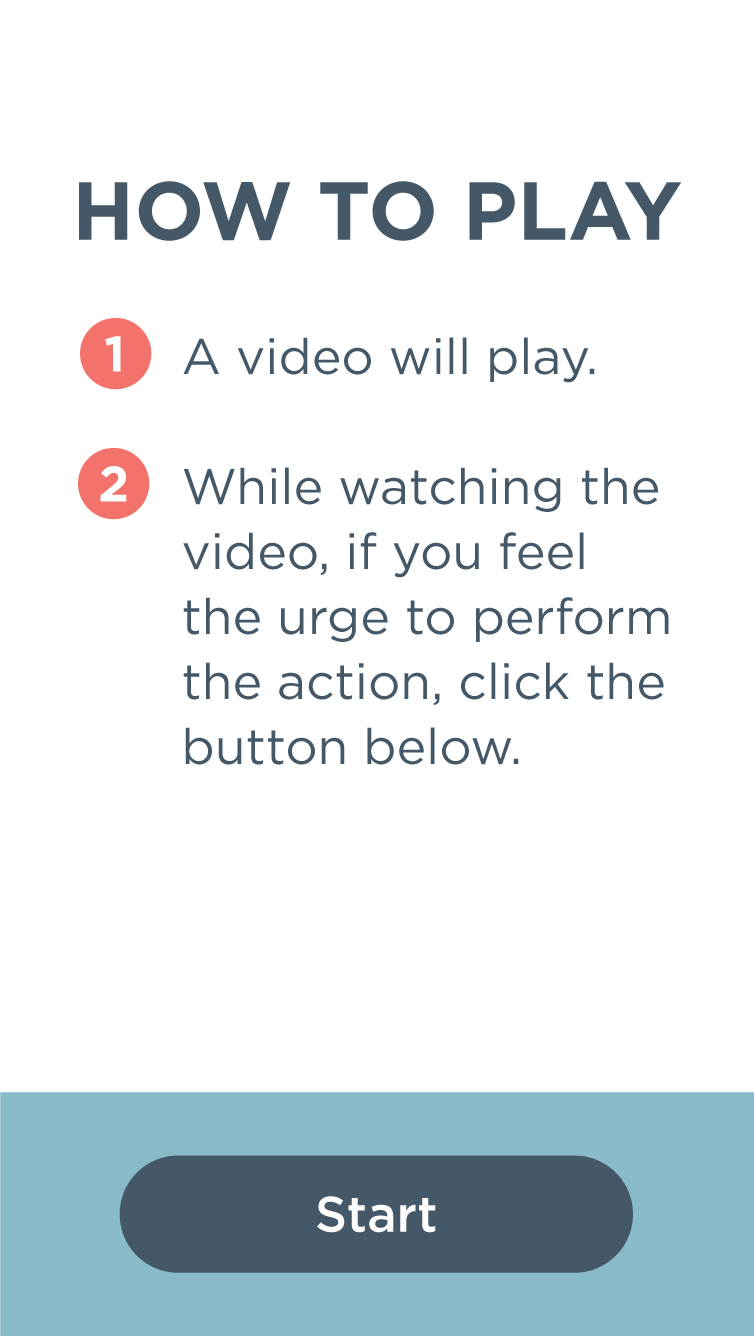 HOW TO PLAY
1 A video will play.
2 While watching the
video, if you feel
the urge to perform
the action, click the
button below.
Start